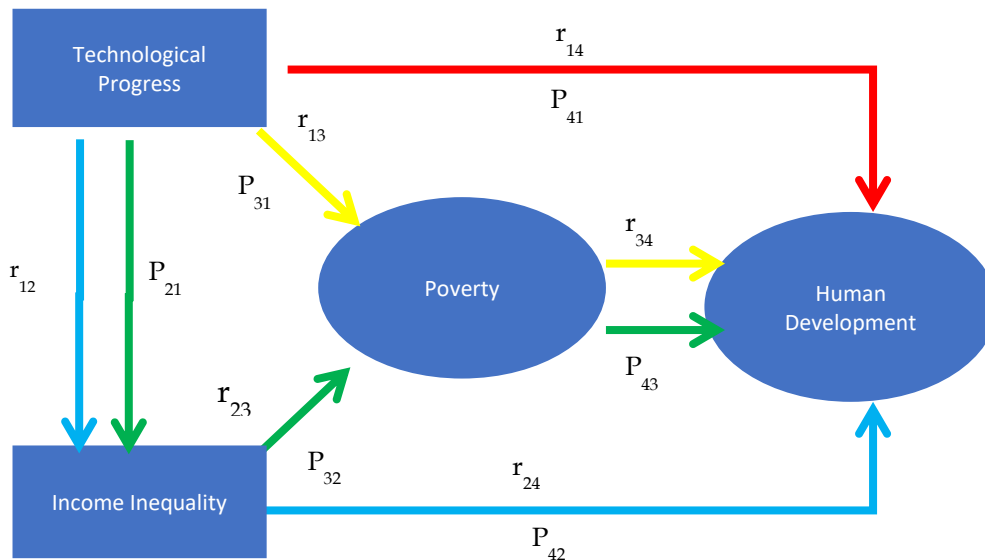 Technological
Progress
r14
P41
r13
P31
r12
P21
r34
Poverty
Human
Development
P43
r23
P32
r24
Income Inequality
P42